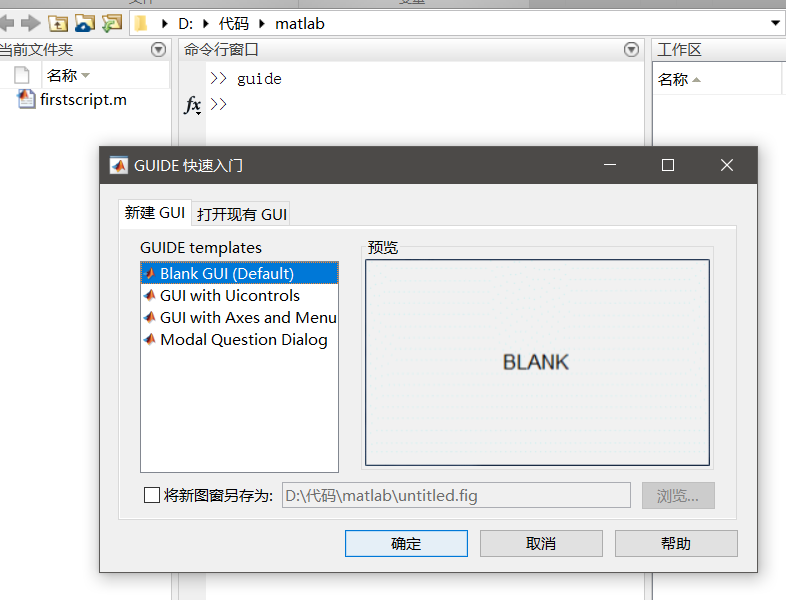 D: 代码 matlab
当前文件夹
命令行窗口
工作区
名称
>> guide
名称
firstscript.m
fx >>
GUIDE 快速入门
新建 GUI
打开现有 GUI
GUIDE templates
预览
Blank GUI (Default)
GUI with Uicontrols
GUI with Axes and Menu
Modal Question Dialog
BLANK
将新图窗另存为:
D:\代码\matlab\untitled.fig
浏览...
确定
取消
帮助